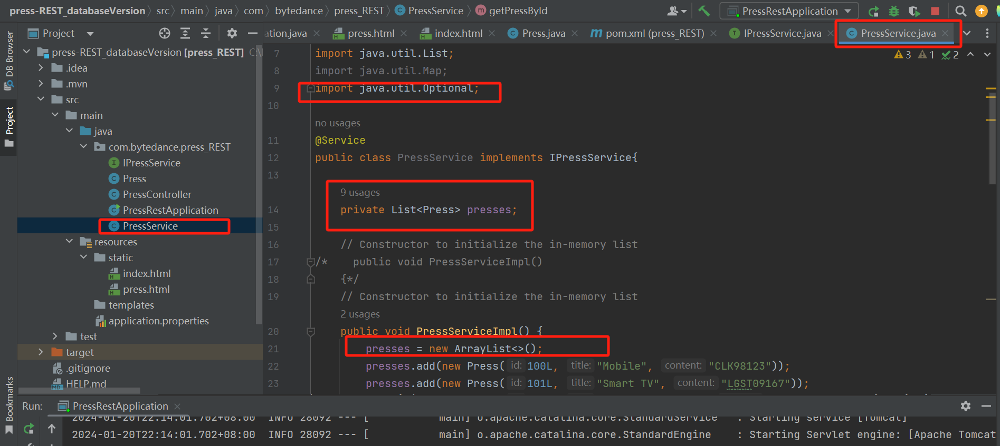 press-REST_databaseVersion src main java com bytedance press_REST PressService getPressById
PressRestApplication
DB Browser
Project
Bookmarks
Project
press-REST_databaseVersion [press_REST] C:\
.idea
.mvn
src
main
java
com.bytedance.press_REST
IPressService
Press
PressController
PressRestApplication
PressService
resources
static
index.html
press.html
templates
application.properties
test
target
.gitignore
HELP.md
ation.java press.html index.html Press.java pom.xml (press_REST) IPressService.java PressService.java
3 1 2
7 import java.util.List;
8 import java.util.Map;
9 import java.util.Optional;
10
no usages
11 @Service
12 public class PressService implements IPressService{
13
9 usages
14 private List<Press> presses;
15
16 // Constructor to initialize the in-memory list
17 /* public void PressServiceImpl()
18 {*/
19 // Constructor to initialize the in-memory list
2 usages
20 public void PressServiceImpl() {
21 presses = new ArrayList<>();
22 presses.add(new Press( id: 100L, title: "Mobile", content: "CLK98123"));
23 presses.add(new Press( id: 101L, title: "Smart TV", content: "LGST09167"));
Run: PressRestApplication
2024-01-20T22:14:01.702+08:00 INFO 28092 --- [ main] o.apache.catalina.core.StandardService : Starting service [Tomcat]
2024-01-20T22:14:01.702+08:00 INFO 28092 --- [ main] o.apache.catalina.core.StandardEngine : Starting Servlet engine: [Apache Tomcat